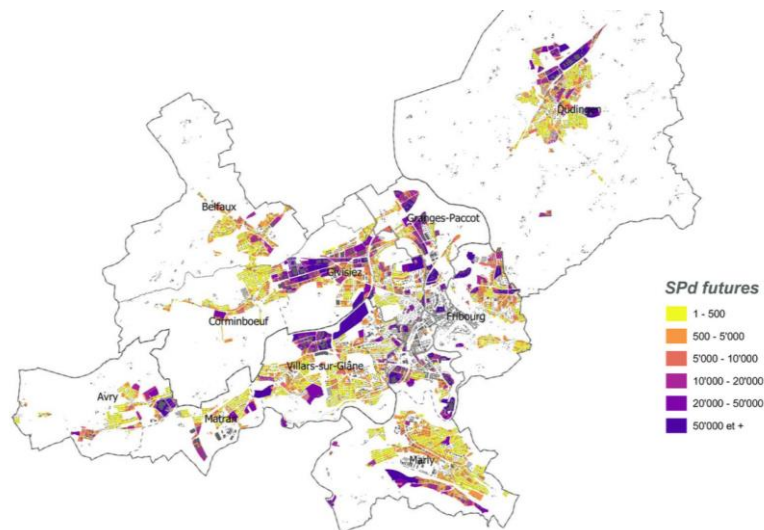 Düdingen
Belfaux
Granges-Paccot
Givisiez
Corminboeuf
Fribourg
Villars-sur-Glâne
Avry
Matran
Marly
SPd futures
1 - 500
500 - 5'000
5'000 - 10'000
10'000 - 20'000
20'000 - 50'000
50'000 et +